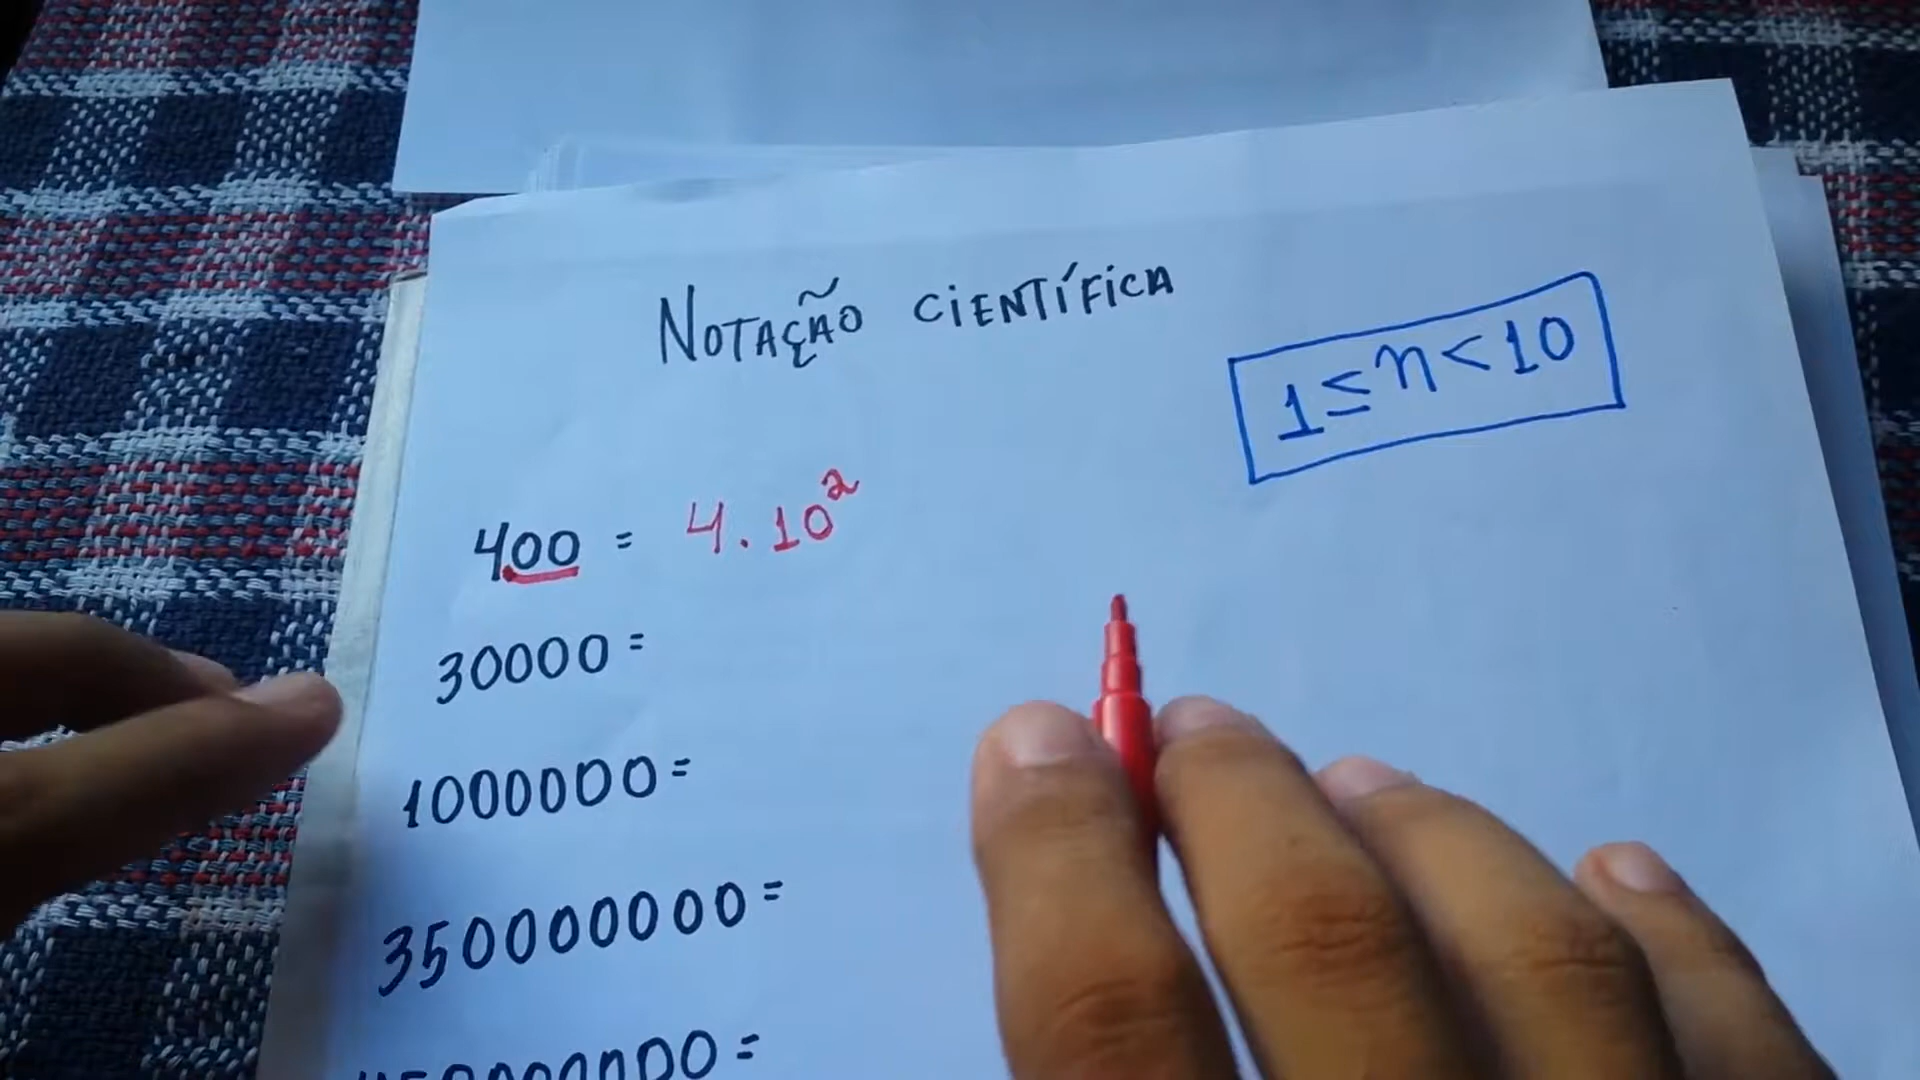 NOTAÇÃO CIENTÍFICA
1 ≤ n < 10
400 = 4.10²
30000 =
1000000 =
350000000 =